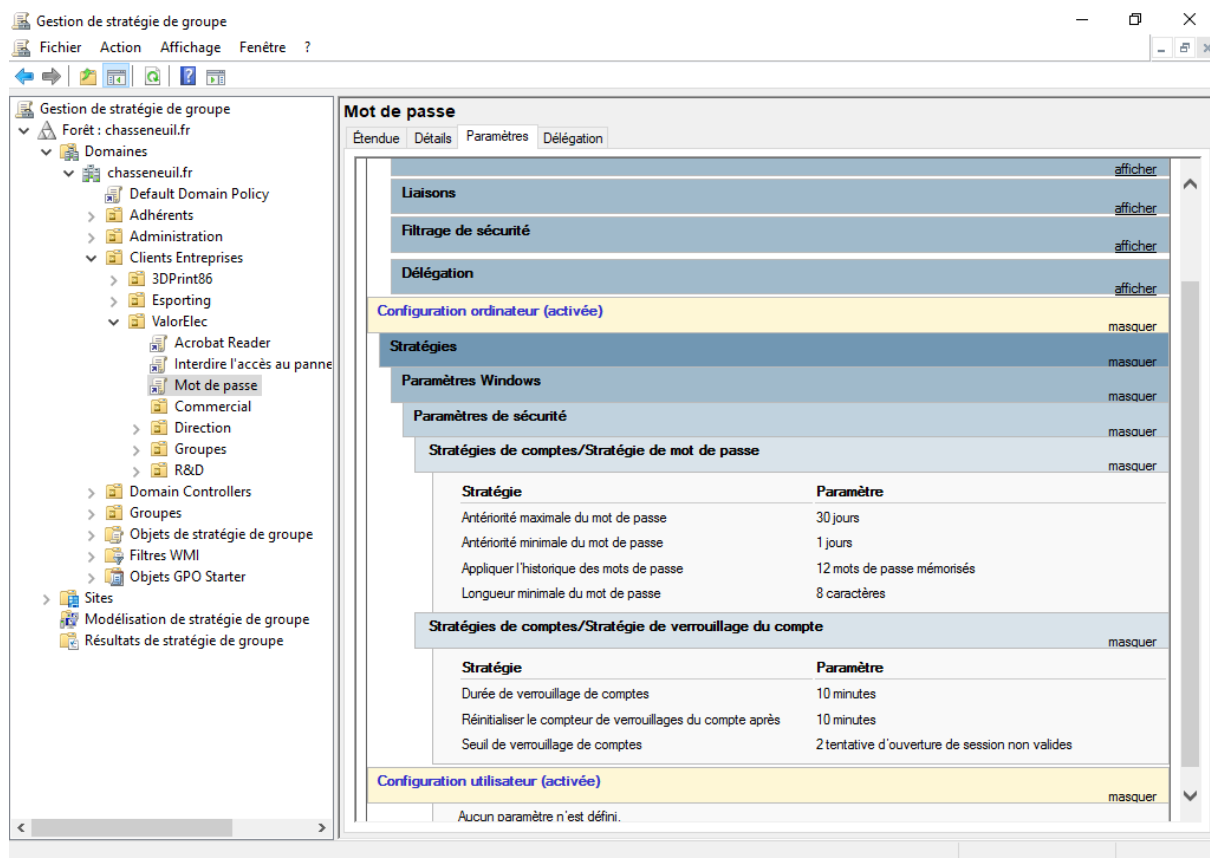 Gestion de stratégie de groupe
Fichier Action Affichage Fenêtre ?
Gestion de stratégie de groupe
Forêt : chasseneuil.fr
Domaines
chasseneuil.fr
Default Domain Policy
Adhérents
Administration
Clients Entreprises
3DPrint86
Esporting
ValorElec
Acrobat Reader
Interdire l'accès au panne
Mot de passe
Commercial
Direction
Groupes
R&D
Domain Controllers
Groupes
Objets de stratégie de groupe
Filtres WMI
Objets GPO Starter
Sites
Modélisation de stratégie de groupe
Résultats de stratégie de groupe
Mot de passe
Étendue Détails Paramètres Délégation
afficher
Liaisons
afficher
Filtrage de sécurité
afficher
Délégation
afficher
Configuration ordinateur (activée)
masquer
Stratégies
masquer
Paramètres Windows
masquer
Paramètres de sécurité
masquer
Stratégies de comptes/Stratégie de mot de passe
masquer
Stratégie Paramètre
Antériorité maximale du mot de passe 30 jours
Antériorité minimale du mot de passe 1 jours
Appliquer l'historique des mots de passe 12 mots de passe mémorisés
Longueur minimale du mot de passe 8 caractères
Stratégies de comptes/Stratégie de verrouillage du compte
masquer
Stratégie Paramètre
Durée de verrouillage de comptes 10 minutes
Réinitialiser le compteur de verrouillages du compte après 10 minutes
Seuil de verrouillage de comptes 2 tentative d'ouverture de session non valides
Configuration utilisateur (activée)
masquer
Aucun paramètre n'est défini.